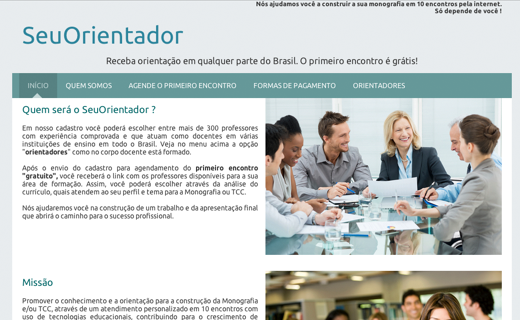 Nós ajudamos você a construir a sua monografia em 10 encontros pela internet.
Só depende de você !
SeuOrientador
Receba orientação em qualquer parte do Brasil. O primeiro encontro é grátis!
INÍCIO QUEM SOMOS AGENDE O PRIMEIRO ENCONTRO FORMAS DE PAGAMENTO ORIENTADORES
Quem será o SeuOrientador ?
Em nosso cadastro você poderá escolher entre mais de 300 professores
com experiência comprovada e que atuam como docentes em várias
instituições de ensino em todo o Brasil. Veja no menu acima a opção
"orientadores" como no corpo docente está formado.
Após o envio do cadastro para agendamento do primeiro encontro
"gratuito", você receberá o link com os professores disponíveis para a sua
área de formação. Assim, você poderá escolher através da análise do
currículo, quais atendem ao seu perfil e tema para a Monografia ou TCC.
Nós ajudaremos você na construção de um trabalho e da apresentação final
que abrirá o caminho para o sucesso profissional.
Missão
Promover o conhecimento e a orientação para a construção da Monografia
e/ou TCC, através de um atendimento personalizado em 10 encontros com
uso de tecnologias educacionais, contribuindo para o crescimento de